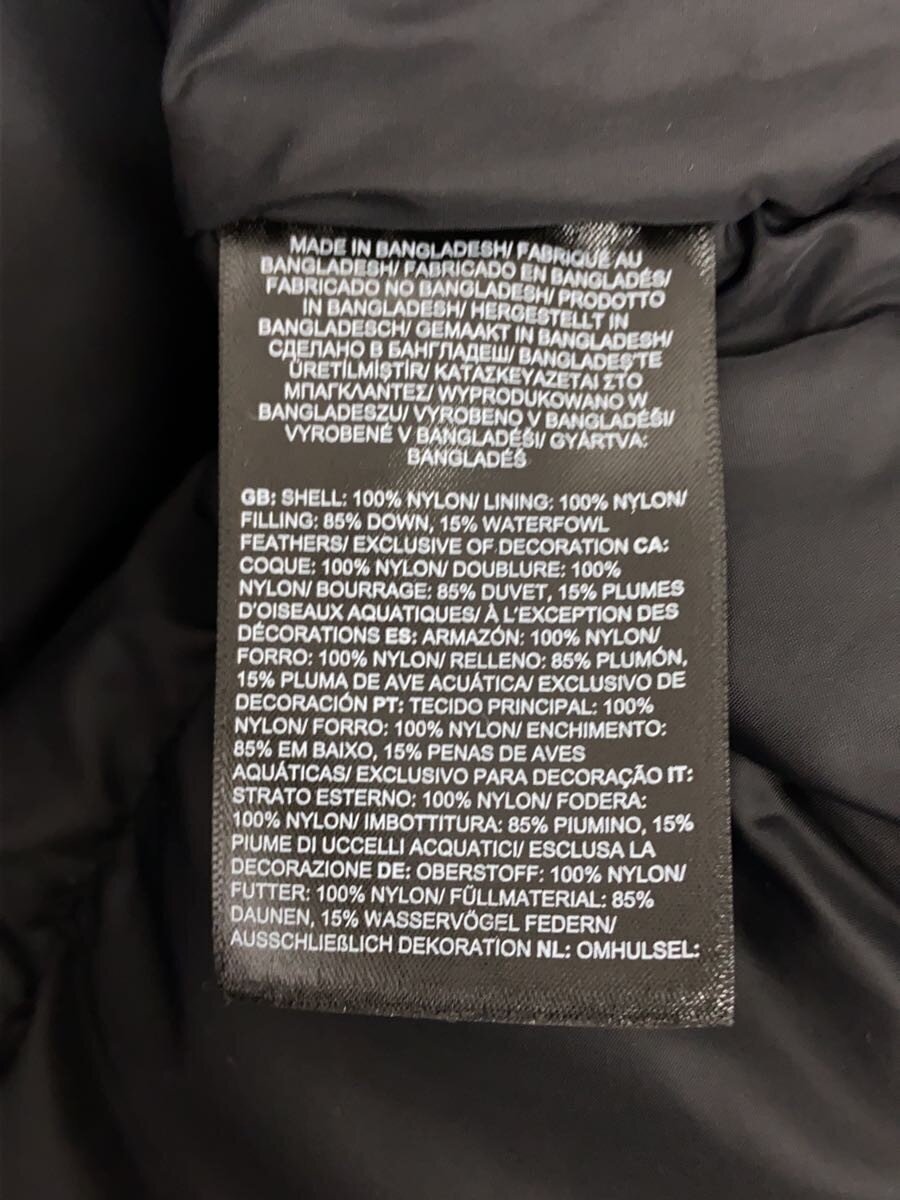 MADE IN BANGLADESH/ FABRIQUÉ AU
BANGLADESH/ FABRICADO EN BANGLADÉS/
FABRICADO NO BANGLADESH/ PRODOTTO
IN BANGLADESH/ HERGESTELLT IN
BANGLADESCH/ GEMAAKT IN BANGLADESH/
СДЕЛАНО В БАНГЛАДЕШ/ BANGLADEŞ'TE
ÜRETİLMİŞTİR/ ΚΑΤΑΣΚΕΥΑΖΕΤΑΙ ΣΤΟ
ΜΠΑΓΚΛΑΝΤΕΣ/ WYPRODUKOWANO W
BANGLADESZU/ VYROBENO V BANGLADÉŠI/
VYROBENÉ V BANGLADÉŠI/ GYÁRTVA:
BANGLADÉS
GB: SHELL: 100% NYLON/ LINING: 100% NYLON/
FILLING: 85% DOWN, 15% WATERFOWL
FEATHERS/ EXCLUSIVE OF DECORATION CA:
COQUE: 100% NYLON/ DOUBLURE: 100%
NYLON/ BOURRAGE: 85% DUVET, 15% PLUMES
D'OISEAUX AQUATIQUES/ À L'EXCEPTION DES
DÉCORATIONS ES: ARMAZÓN: 100% NYLON/
FORRO: 100% NYLON/ RELLENO: 85% PLUMÓN,
15% PLUMA DE AVE ACUÁTICA/ EXCLUSIVO DE
DECORACIÓN PT: TECIDO PRINCIPAL: 100%
NYLON/ FORRO: 100% NYLON/ ENCHIMENTO:
85% EM BAIXO, 15% PENAS DE AVES
AQUÁTICAS/ EXCLUSIVO PARA DECORAÇÃO IT:
STRATO ESTERNO: 100% NYLON/ FODERA:
100% NYLON/ IMBOTTITURA: 85% PIUMINO, 15%
PIUME DI UCCELLI ACQUATICI/ ESCLUSA LA
DECORAZIONE DE: OBERSTOFF: 100% NYLON/
FUTTER: 100% NYLON/ FÜLLMATERIAL: 85%
DAUNEN, 15% WASSERVÖGEL FEDERN/
AUSSCHLIEßLICH DEKORATION NL: OMHULSEL: